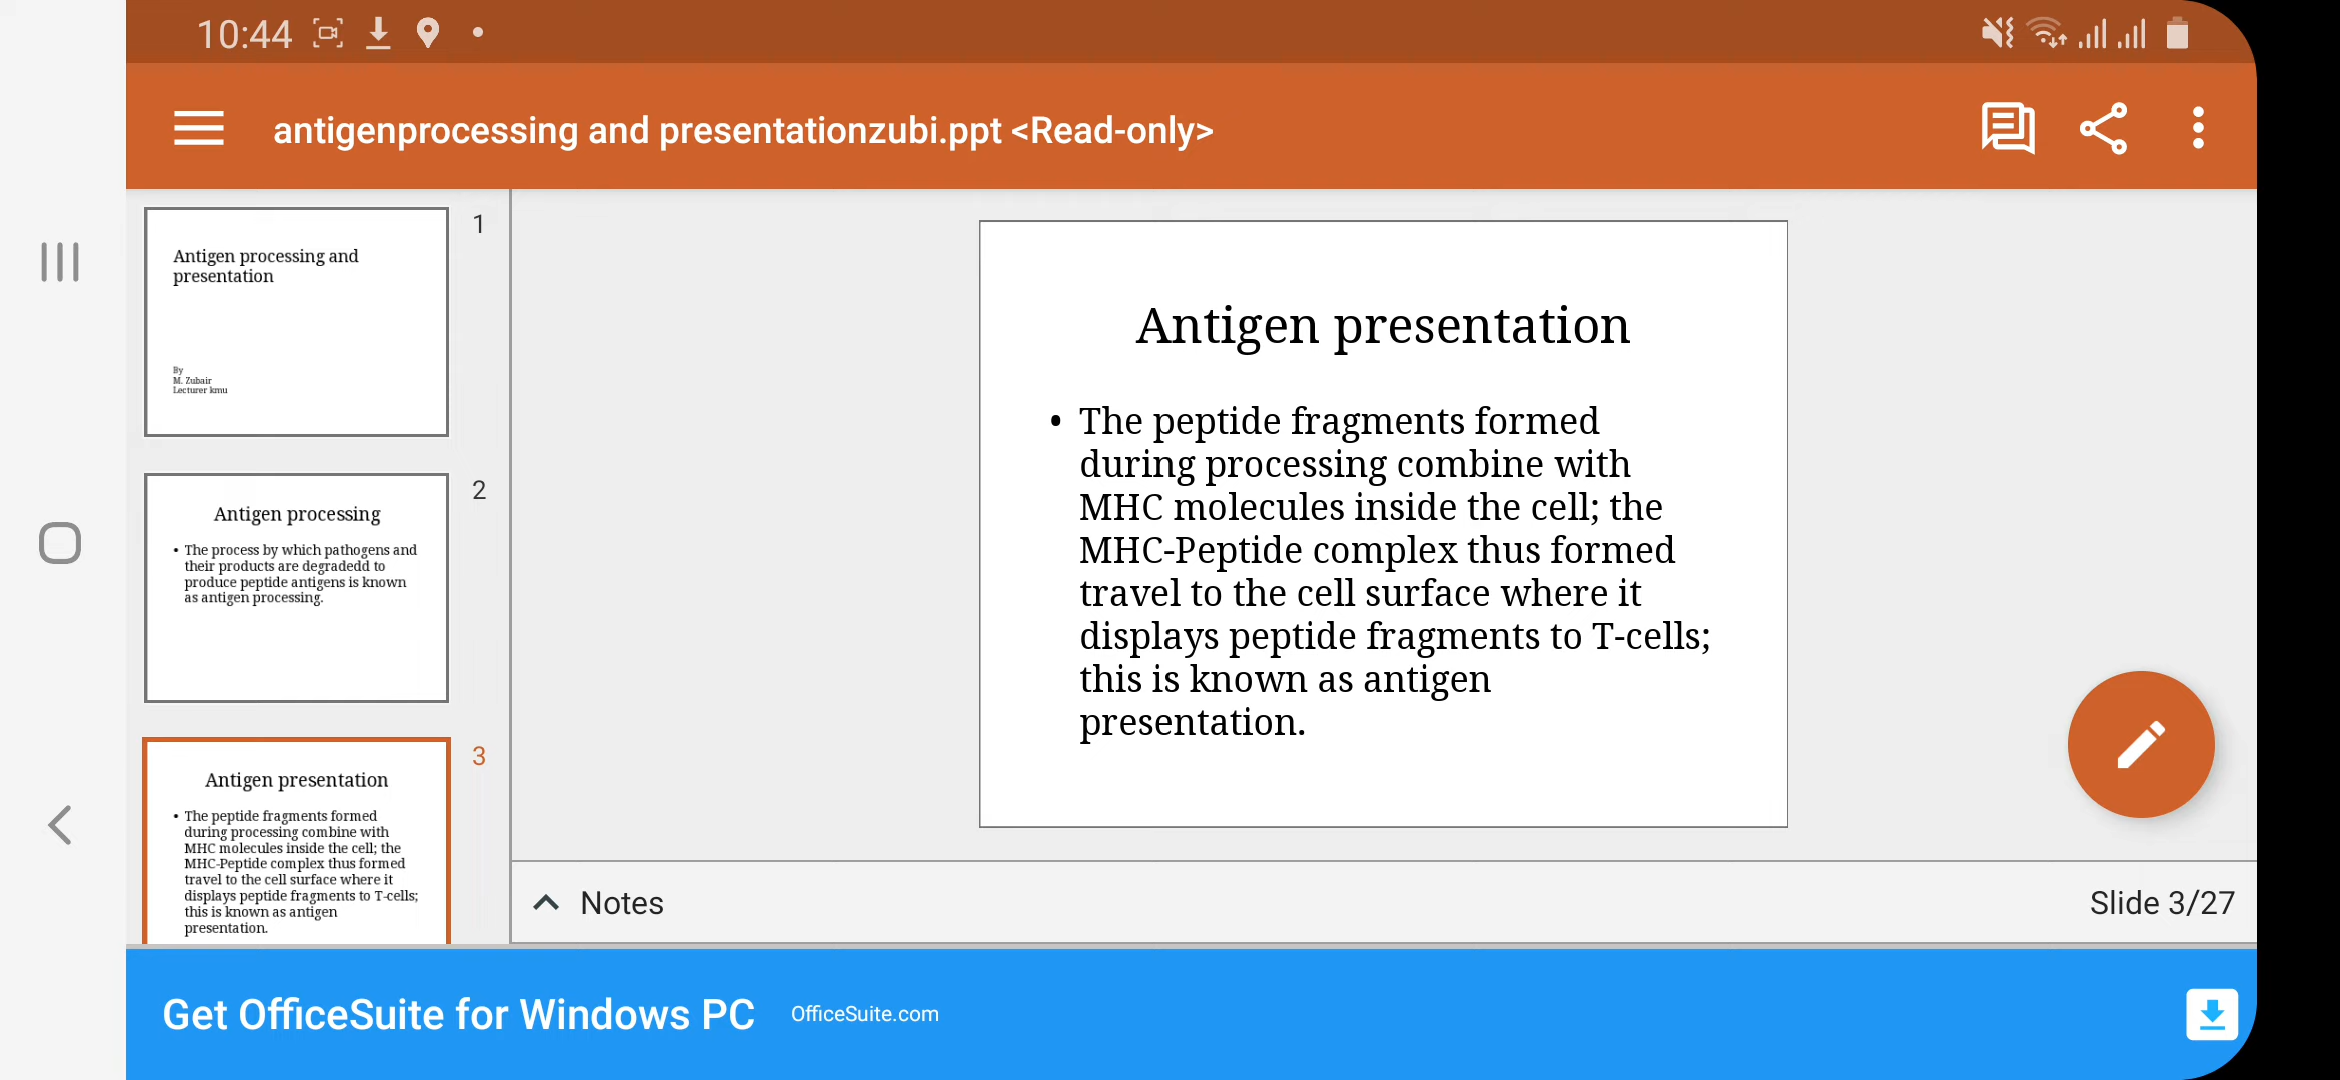 10:44
antigenprocessing and presentationzubi.ppt <Read-only>
1
Antigen processing and
presentation
By
M. Zubair
Lecturer kmu
2
Antigen processing
• The process by which pathogens and
their products are degradedd to
produce peptide antigens is known
as antigen processing.
3
Antigen presentation
• The peptide fragments formed
during processing combine with
MHC molecules inside the cell; the
MHC-Peptide complex thus formed
travel to the cell surface where it
displays peptide fragments to T-cells;
this is known as antigen
presentation.
Antigen presentation
• The peptide fragments formed
during processing combine with
MHC molecules inside the cell; the
MHC-Peptide complex thus formed
travel to the cell surface where it
displays peptide fragments to T-cells;
this is known as antigen
presentation.
Notes
Slide 3/27
Get OfficeSuite for Windows PC
OfficeSuite.com